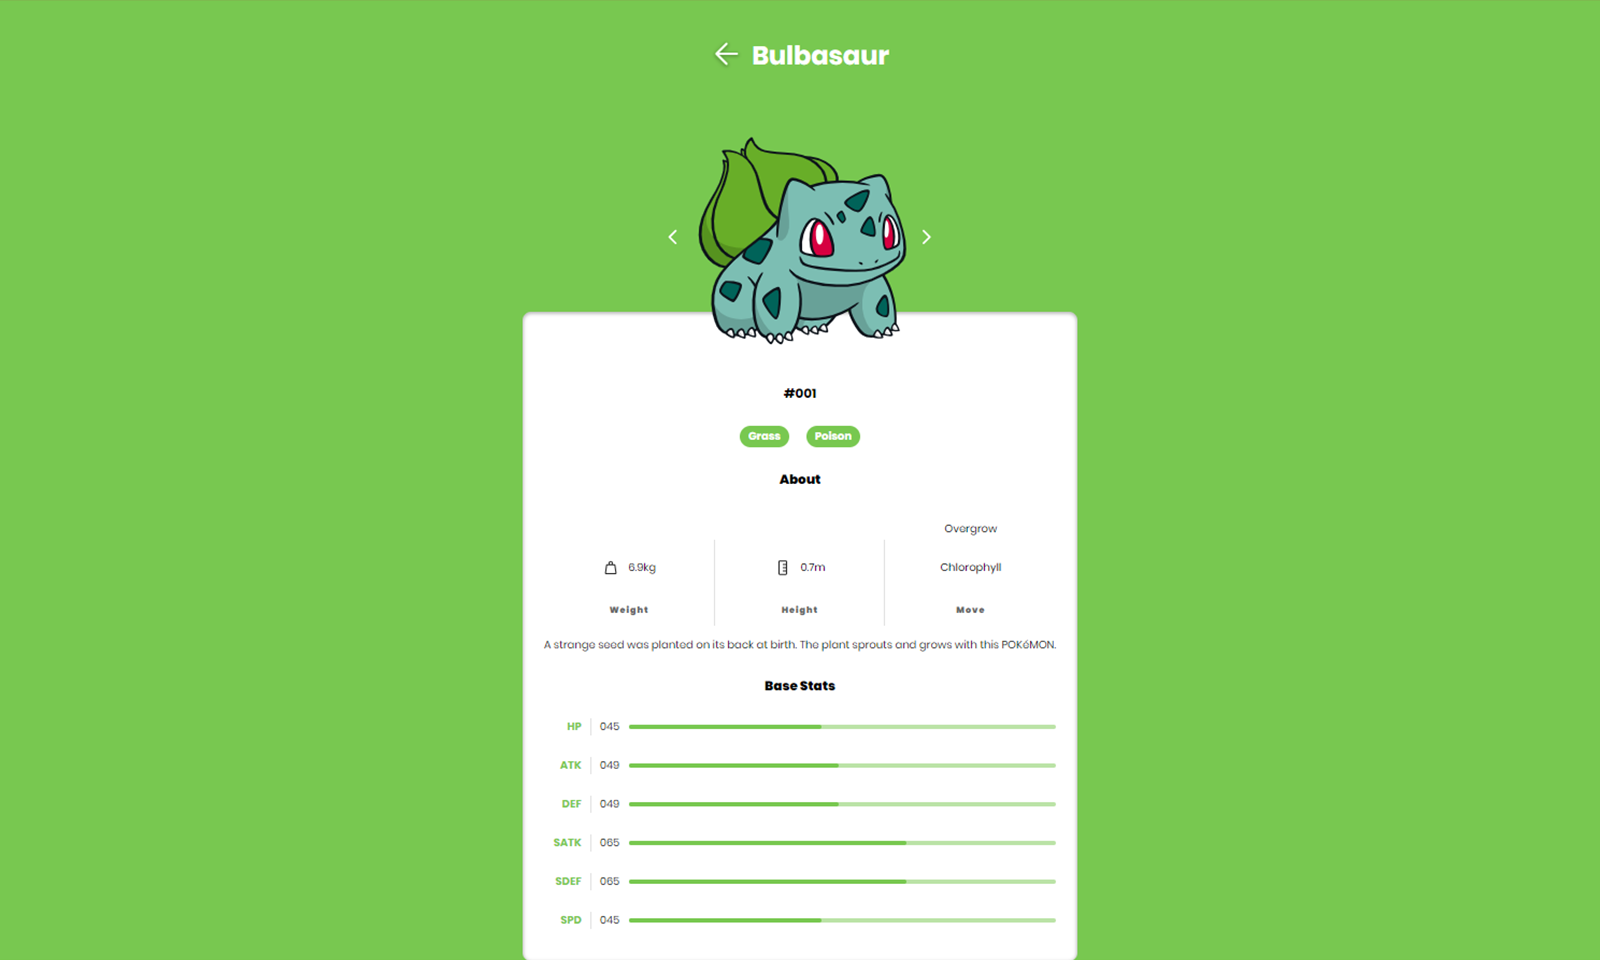 Bulbasaur
#001
Grass Poison
About
Overgrow
6.9kg 0.7m Chlorophyll
Weight Height Move
A strange seed was planted on its back at birth. The plant sprouts and grows with this POKéMON.
Base Stats
HP 045
ATK 049
DEF 049
SATK 065
SDEF 065
SPD 045